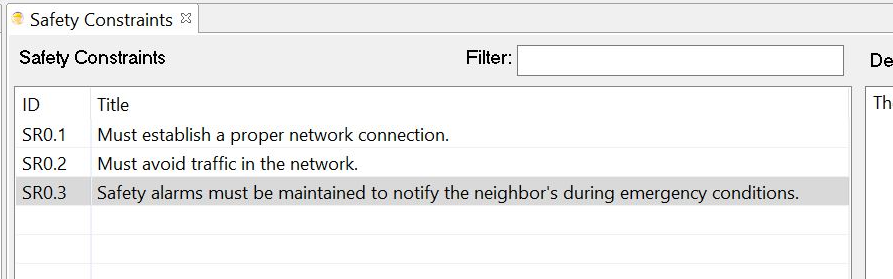 Safety Constraints
Safety Constraints Filter: De
ID Title Th
SR0.1 Must establish a proper network connection.
SR0.2 Must avoid traffic in the network.
SR0.3 Safety alarms must be maintained to notify the neighbor's during emergency conditions.